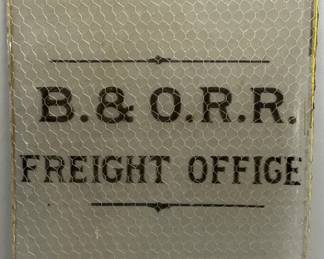 B. & O. R. R.
FREIGHT OFFICE